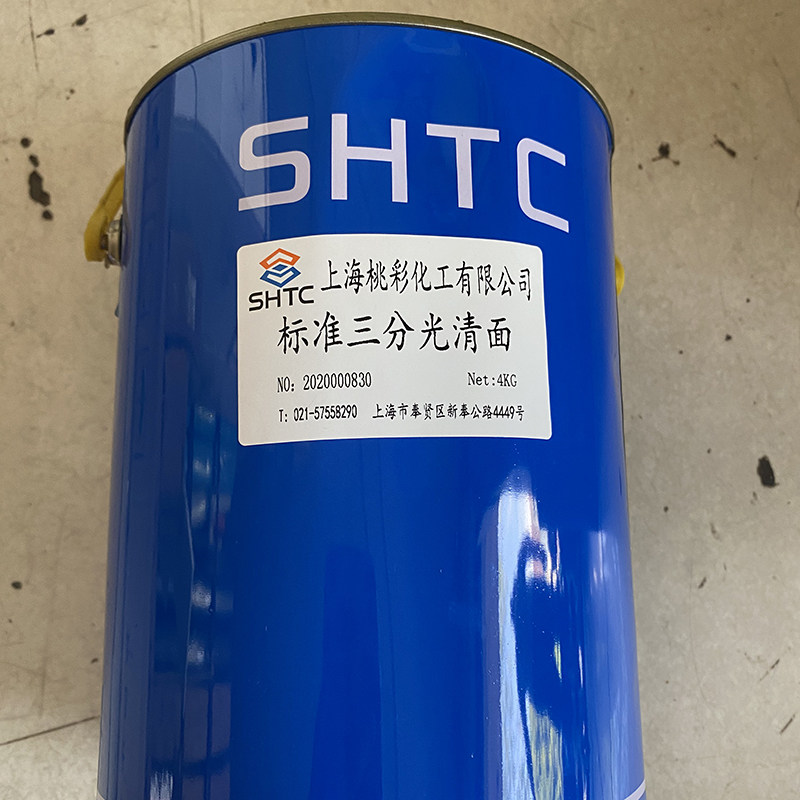 SHTC
SHTC 上海桃彩化工有限公司
标准三分光清面
NO: 2020000830 Net:4KG
T: 021-57558290 上海市奉贤区新奉公路4449号